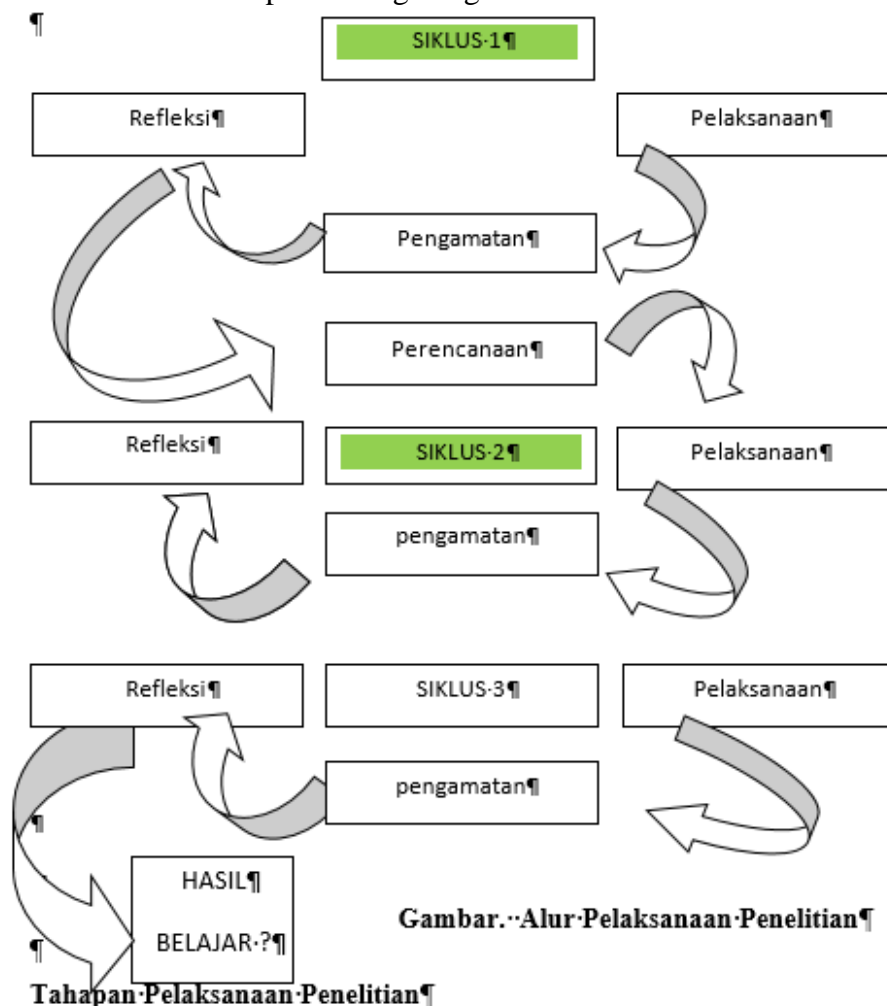 SIKLUS·1¶
Refleksi¶
Pelaksanaan¶
Pengamatan¶
Perencanaan¶
Refleksi¶
SIKLUS·2¶
Pelaksanaan¶
pengamatan¶
Refleksi¶
SIKLUS·3¶
Pelaksanaan¶
pengamatan¶
HASIL¶
BELAJAR·?¶
Gambar.··Alur·Pelaksanaan·Penelitian¶
Tahapan·Pelaksanaan·Penelitian¶